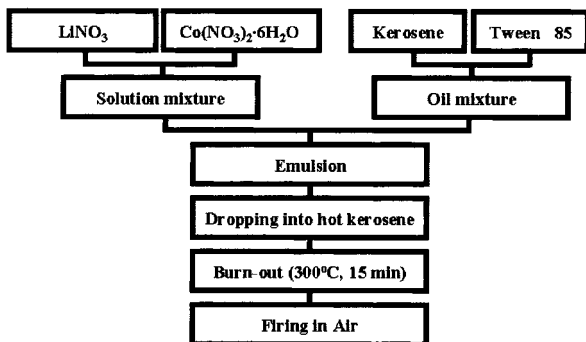 LiNO₃
Co(NO₃)₂·6H₂O
Kerosene
Tween 85
Solution mixture
Oil mixture
Emulsion
Dropping into hot kerosene
Burn-out (300⁰C, 15 min)
Firing in Air